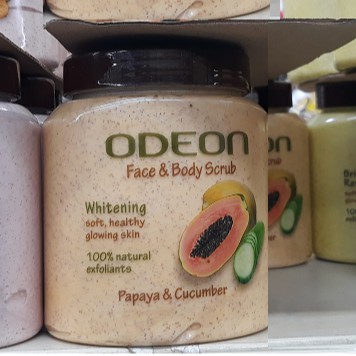 ODEON
Face & Body Scrub
Whitening
soft, healthy
glowing skin
100% natural
exfoliants
Papaya & Cucumber